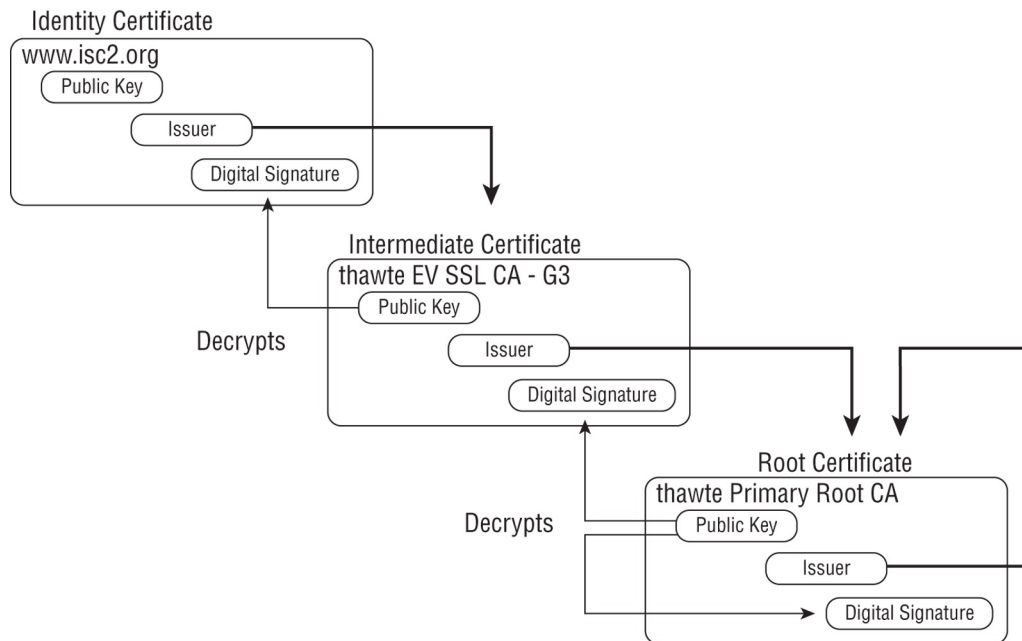 Identity Certificate
www.isc2.org
Public Key
Issuer
Digital Signature
Intermediate Certificate
thawte EV SSL CA - G3
Public Key
Decrypts
Issuer
Digital Signature
Root Certificate
thawte Primary Root CA
Public Key
Decrypts
Issuer
Digital Signature